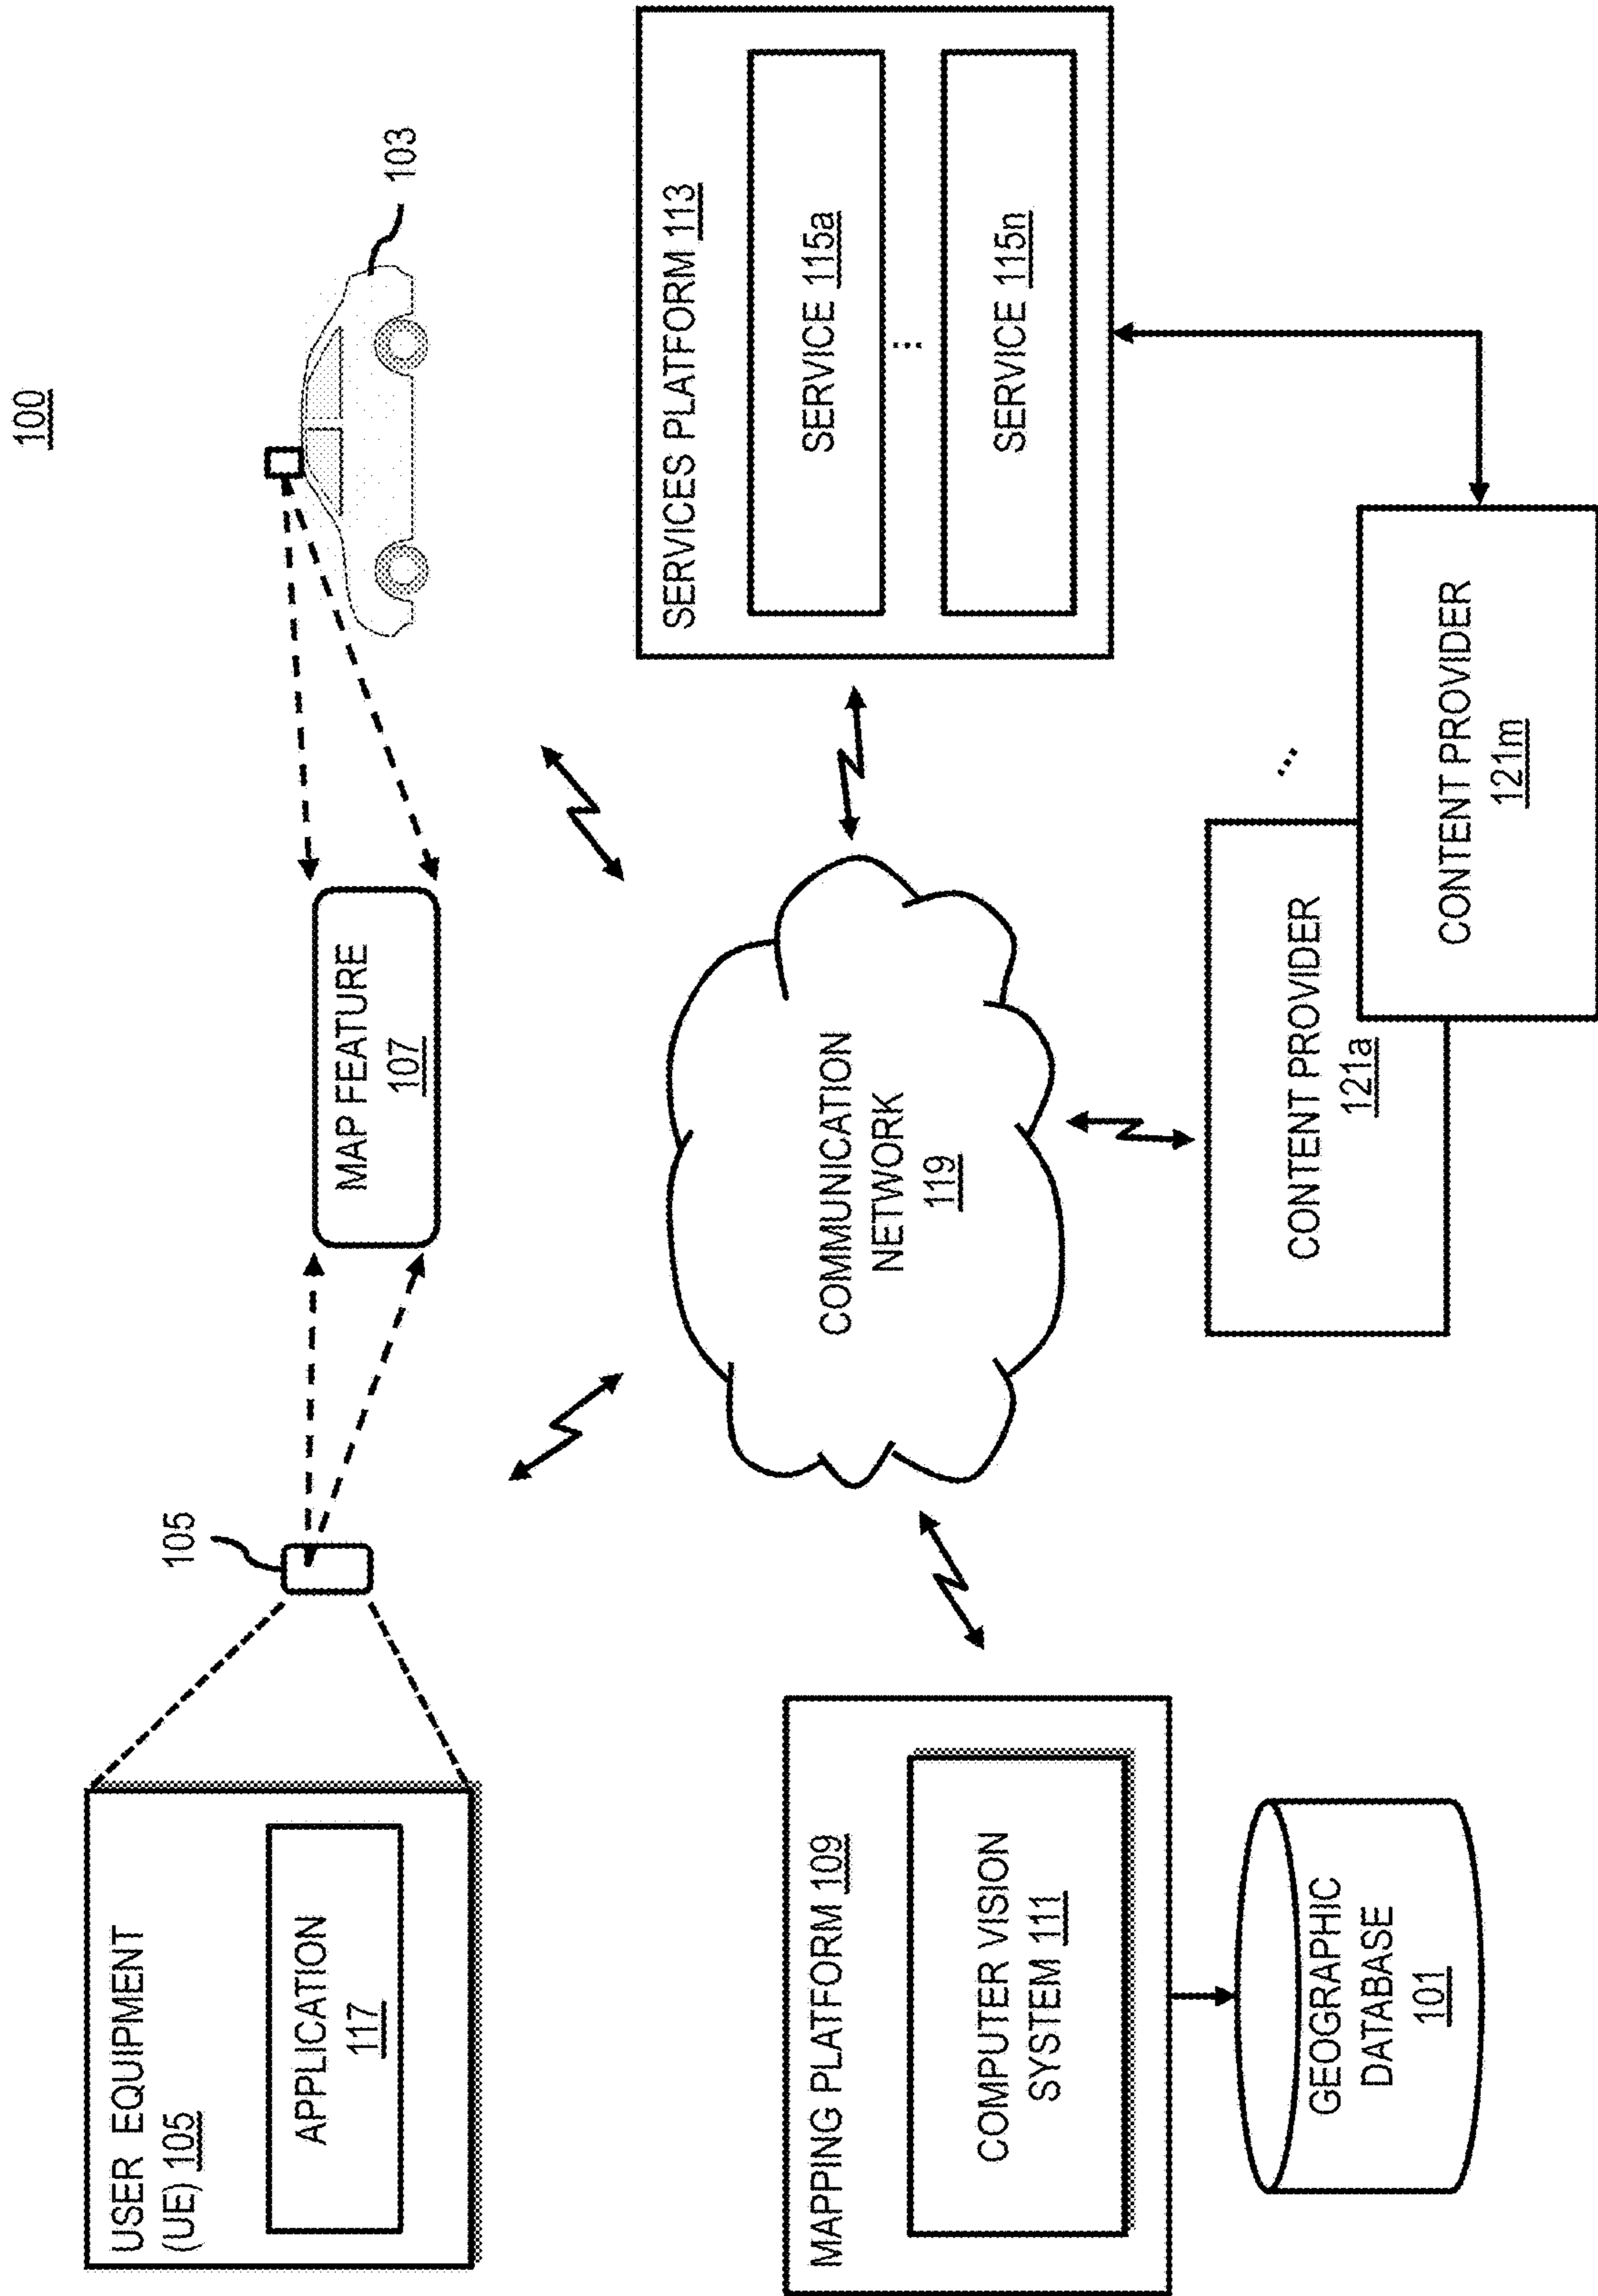 100
USER EQUIPMENT
(UE) 105
APPLICATION
117
105
MAP FEATURE
107
103
MAPPING PLATFORM 109
COMPUTER VISION
SYSTEM 111
GEOGRAPHIC
DATABASE
101
COMMUNICATION
NETWORK
119
SERVICES PLATFORM 113
SERVICE 115a
...
SERVICE 115n
CONTENT PROVIDER
121a
...
CONTENT PROVIDER
121m